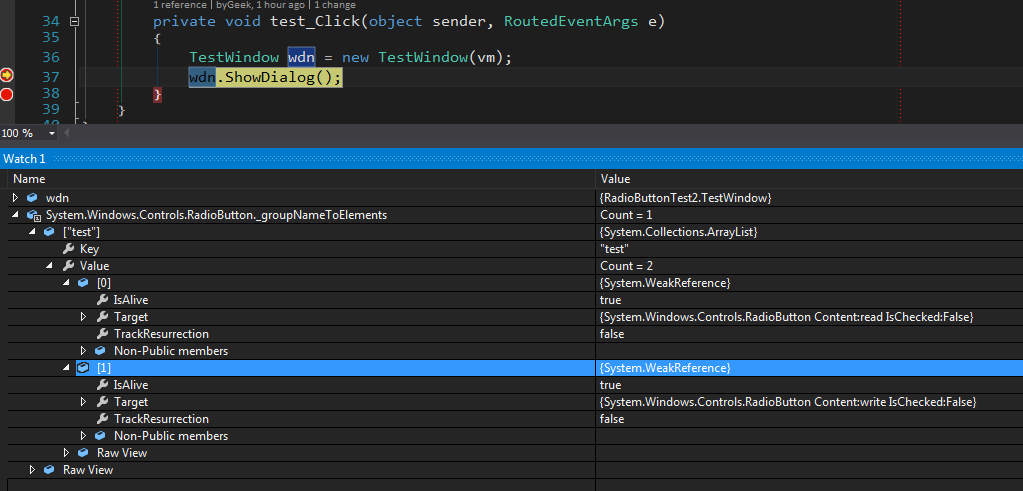 1 reference | byGeek, 1 hour ago | 1 change
34 private void test_Click(object sender, RoutedEventArgs e)
35 {
36 TestWindow wdn = new TestWindow(vm);
37 wdn.ShowDialog();
38 }
39 }
100 %
Watch 1
Name Value
wdn {RadioButtonTest2.TestWindow}
System.Windows.Controls.RadioButton._groupNameToElements Count = 1
["test"] {System.Collections.ArrayList}
Key "test"
Value Count = 2
[0] {System.WeakReference}
IsAlive true
Target {System.Windows.Controls.RadioButton Content:read IsChecked:False}
TrackResurrection false
Non-Public members
[1] {System.WeakReference}
IsAlive true
Target {System.Windows.Controls.RadioButton Content:write IsChecked:False}
TrackResurrection false
Non-Public members
Raw View
Raw View